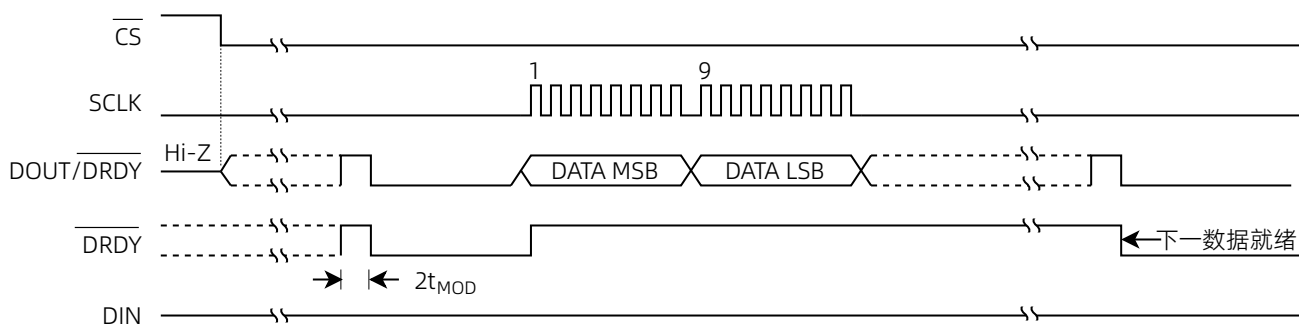 CS
1 9
SCLK
Hi-Z
DOUT/DRDY DATA MSB DATA LSB
DRDY 下一数据就绪
2tMOD
DIN